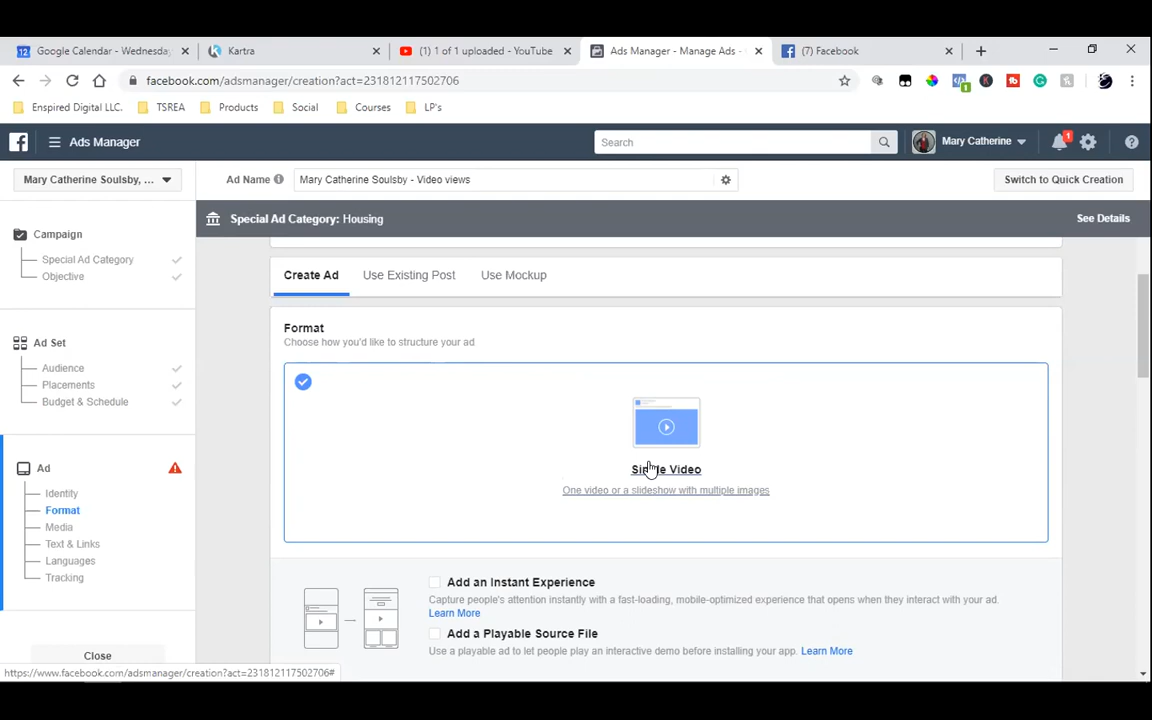 Google Calendar - Wednesday
Kartra
(1) 1 of 1 uploaded - YouTube
Ads Manager - Manage Ads -
(7) Facebook
facebook.com/adsmanager/creation?act=231812117502706
1
Enspired Digital LLC.
TSREA
Products
Social
Courses
LP's
Ads Manager
Search
Mary Catherine
1
Mary Catherine Soulsby, ...
Ad Name
Mary Catherine Soulsby - Video views
Switch to Quick Creation
Special Ad Category: Housing
See Details
Campaign
Special Ad Category
Objective
Ad Set
Audience
Placements
Budget & Schedule
Ad
Identity
Format
Media
Text & Links
Languages
Tracking
Close
Create Ad
Use Existing Post
Use Mockup
Format
Choose how you'd like to structure your ad
Single Video
One video or a slideshow with multiple images
Add an Instant Experience
Capture people's attention instantly with a fast-loading, mobile-optimized experience that opens when they interact with your ad.
Learn More
Add a Playable Source File
Use a playable ad to let people play an interactive demo before installing your app. Learn More
https://www.facebook.com/adsmanager/creation?act=231812117502706#